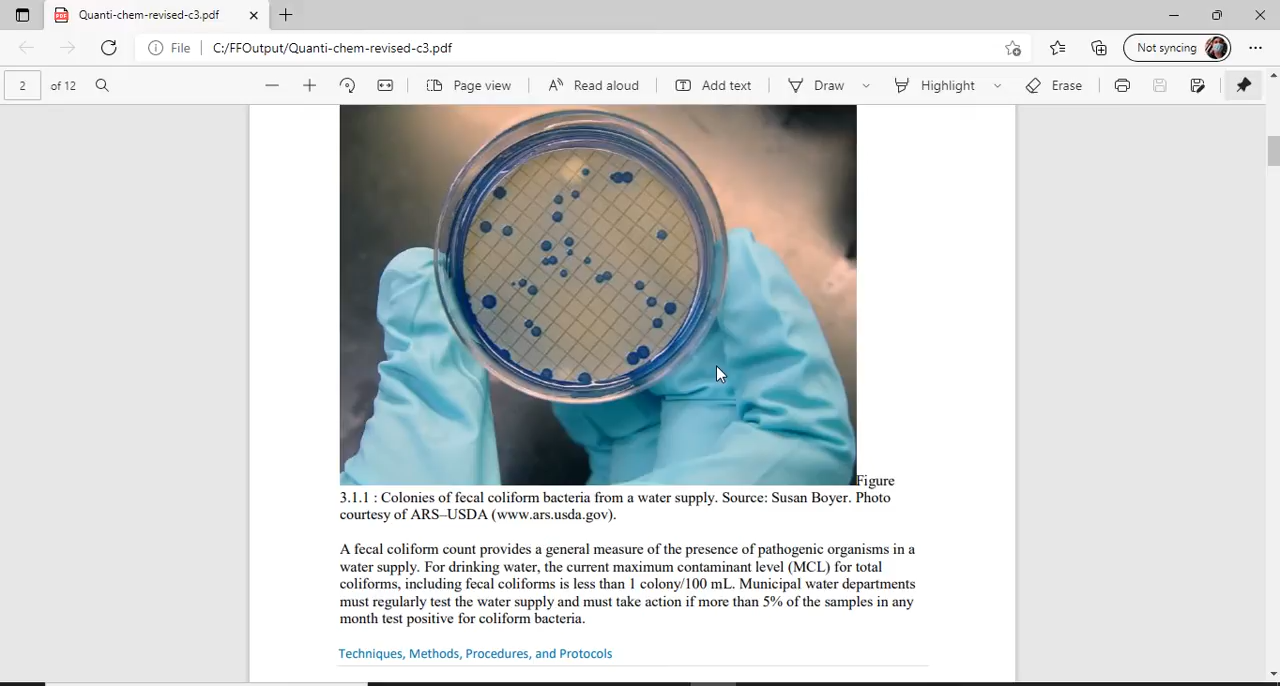 Quanti-chem-revised-c3.pdf
File
C:/FFOutput/Quanti-chem-revised-c3.pdf
Not syncing
2 of 12
Page view
Read aloud
Add text
Draw
Highlight
Erase
Figure
3.1.1 : Colonies of fecal coliform bacteria from a water supply. Source: Susan Boyer. Photo
courtesy of ARS–USDA (www.ars.usda.gov).
A fecal coliform count provides a general measure of the presence of pathogenic organisms in a
water supply. For drinking water, the current maximum contaminant level (MCL) for total
coliforms, including fecal coliforms is less than 1 colony/100 mL. Municipal water departments
must regularly test the water supply and must take action if more than 5% of the samples in any
month test positive for coliform bacteria.
Techniques, Methods, Procedures, and Protocols